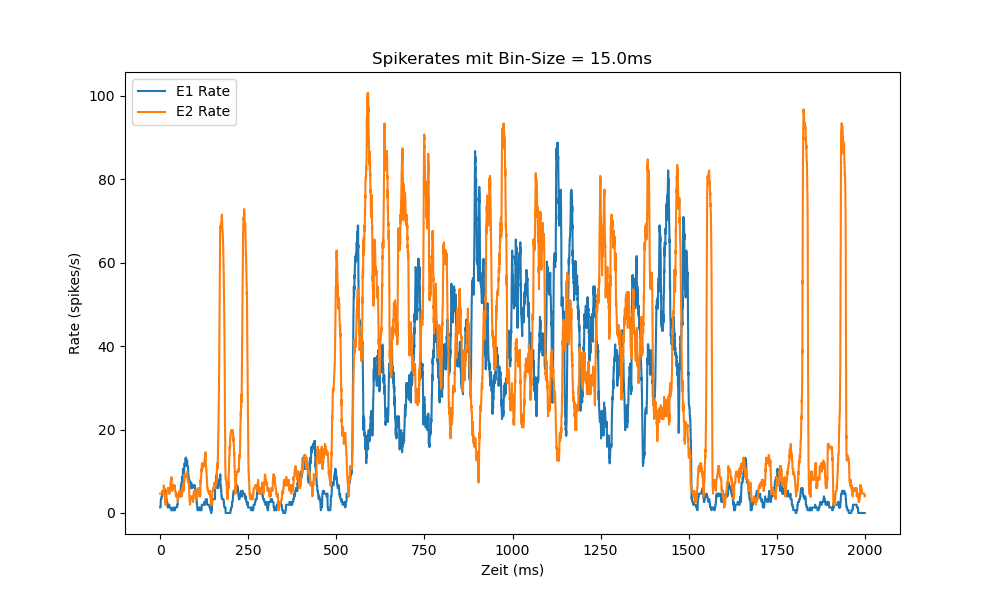 Spikerates mit Bin-Size = 15.0ms
E1 Rate
E2 Rate
Rate (spikes/s)
100
80
60
40
20
0
0 250 500 750 1000 1250 1500 1750 2000
Zeit (ms)